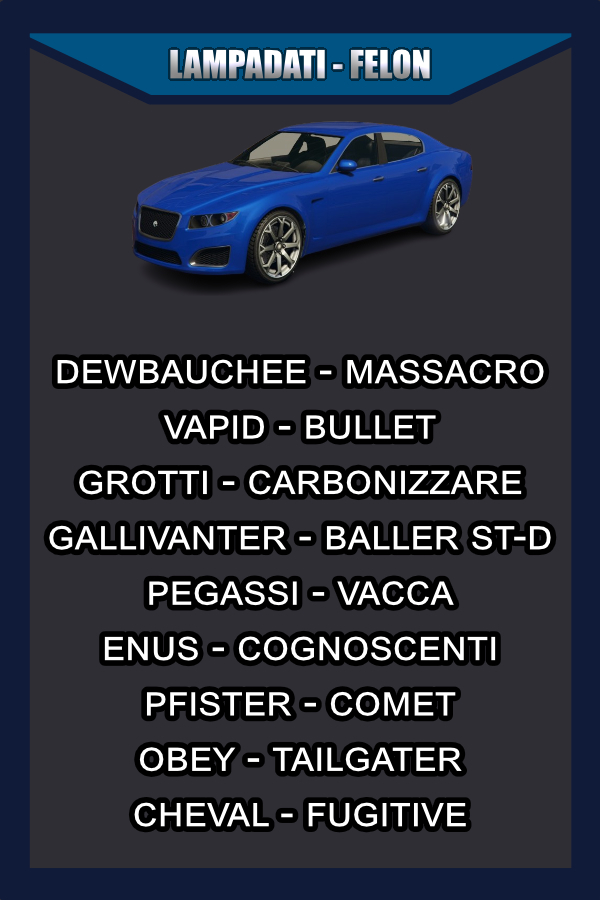 LAMPADATI - FELON
DEWBAUCHEE - MASSACRO
VAPID - BULLET
GROTTI - CARBONIZZARE
GALLIVANTER - BALLER ST-D
PEGASSI - VACCA
ENUS - COGNOSCENTI
PFISTER - COMET
OBEY - TAILGATER
CHEVAL - FUGITIVE